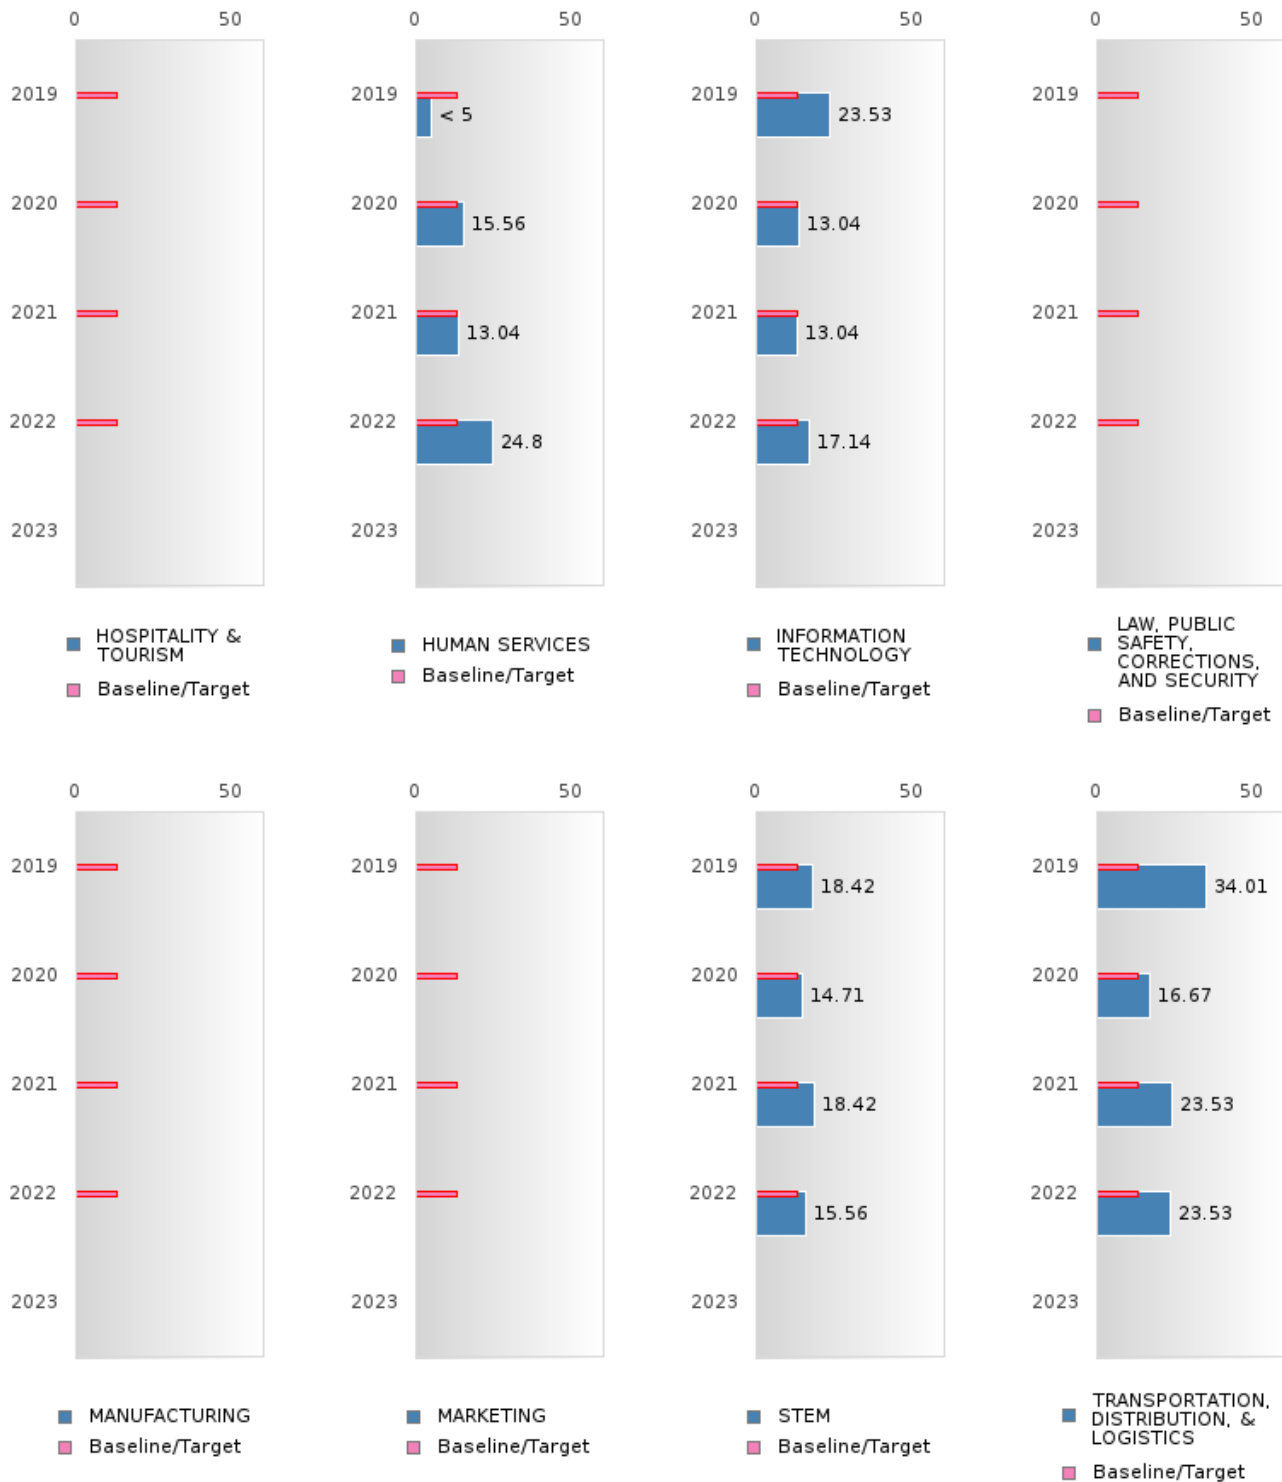 0 50
2019
2020
2021
2022
2023
HOSPITALITY &
TOURISM
Baseline/Target
0 50
2019 < 5
2020 15.56
2021 13.04
2022 24.8
2023
HUMAN SERVICES
Baseline/Target
0 50
2019 23.53
2020 13.04
2021 13.04
2022 17.14
2023
INFORMATION
TECHNOLOGY
Baseline/Target
0 50
2019
2020
2021
2022
2023
LAW, PUBLIC
SAFETY,
CORRECTIONS,
AND SECURITY
Baseline/Target
0 50
2019
2020
2021
2022
2023
MANUFACTURING
Baseline/Target
0 50
2019
2020
2021
2022
2023
MARKETING
Baseline/Target
0 50
2019 18.42
2020 14.71
2021 18.42
2022 15.56
2023
STEM
Baseline/Target
0 50
2019 34.01
2020 16.67
2021 23.53
2022 23.53
2023
TRANSPORTATION,
DISTRIBUTION, &
LOGISTICS
Baseline/Target